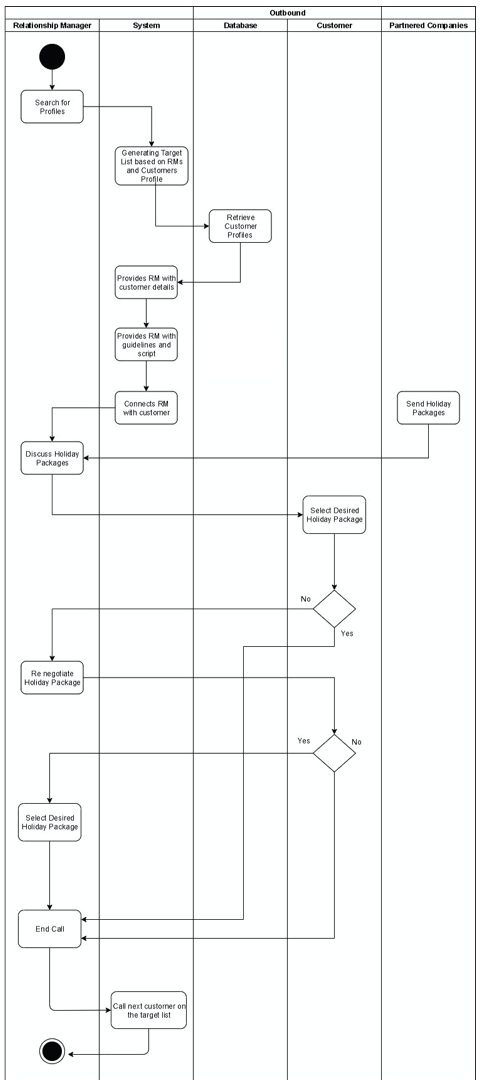 Outbound
Relationship Manager
System
Database
Customer
Partnered Companies
Search for
Profiles
Generating Target
List based on RMs
and Customers
Profile
Retrieve
Customer
Profiles
Provides RM with
customer details
Provides RM with
guidelines and
script
Connects RM
with customer
Send Holiday
Packages
Discuss Holiday
Packages
Select Desired
Holiday Package
No
Yes
Re negotiate
Holiday Package
Yes
No
Select Desired
Holiday Package
End Call
Call next customer on
the target list